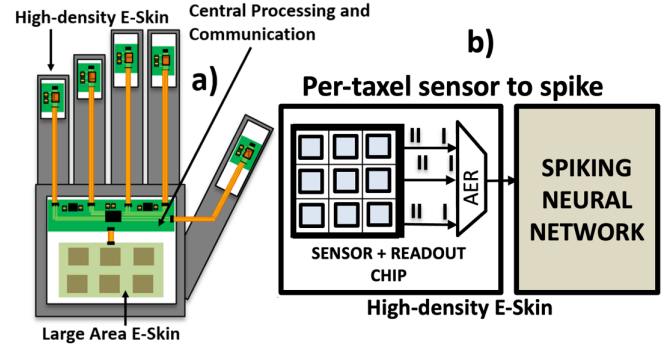 High-density E-Skin
Central Processing and
Communication
a)
Large Area E-Skin
b)
Per-taxel sensor to spike
AER
SENSOR + READOUT
CHIP
SPIKING
NEURAL
NETWORK
High-density E-Skin